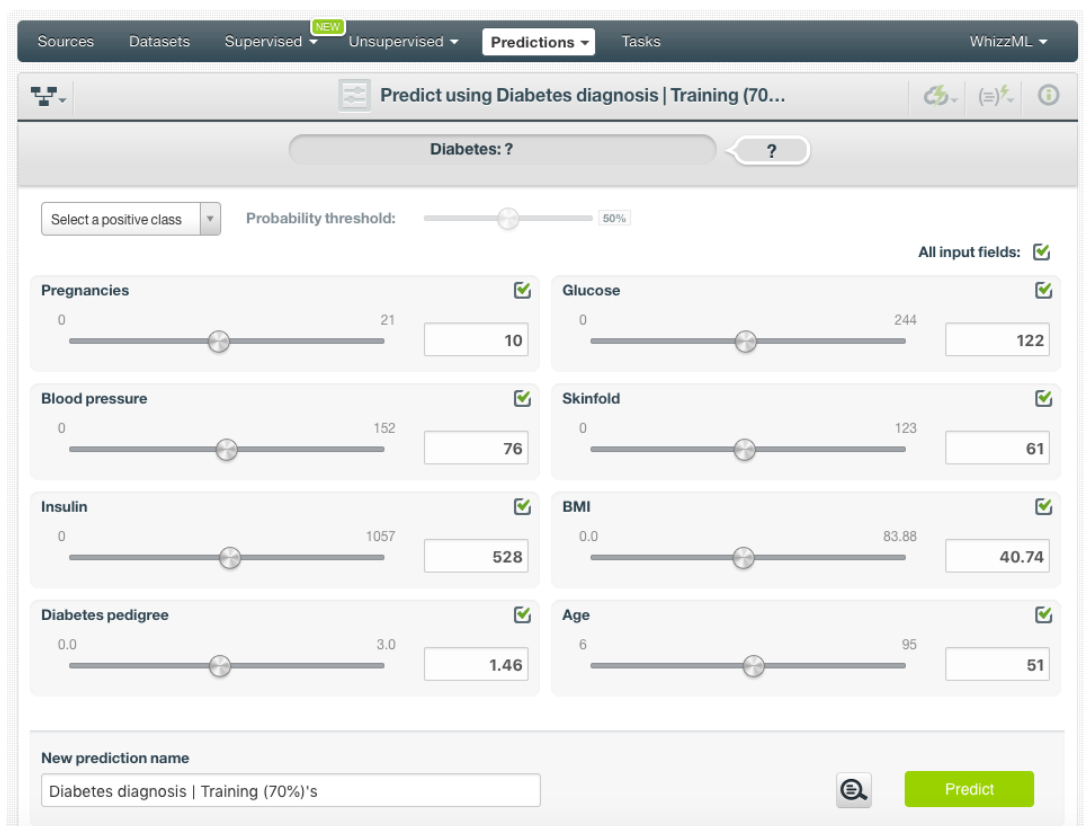 NEW
Sources Datasets Supervised Unsupervised Predictions Tasks WhizzML
Predict using Diabetes diagnosis | Training (70...
Diabetes: ? ?
Select a positive class Probability threshold: 50%
All input fields:
Pregnancies Glucose
0 21 0 244
10 122
Blood pressure Skinfold
0 152 0 123
76 61
Insulin BMI
0 1057 0.0 83.88
528 40.74
Diabetes pedigree Age
0.0 3.0 6 95
1.46 51
New prediction name
Diabetes diagnosis | Training (70%)'s Predict